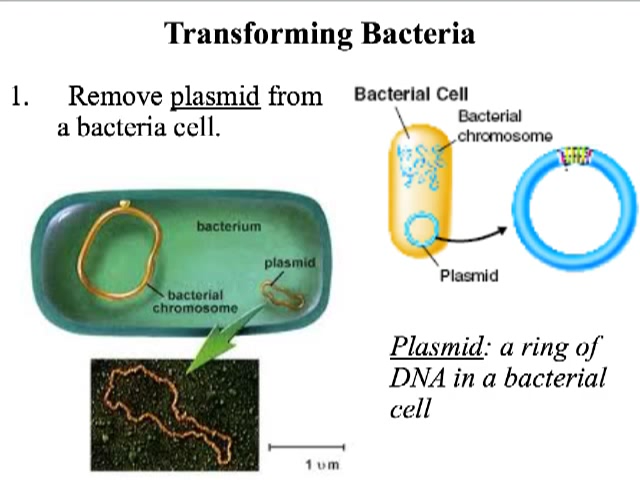 Transforming Bacteria
1. Remove plasmid from
a bacteria cell.
Bacterial Cell
Bacterial
chromosome
Plasmid
bacterium
plasmid
bacterial
chromosome
1 υm
Plasmid: a ring of
DNA in a bacterial
cell